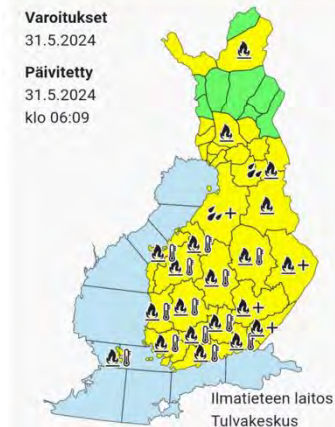 Varoitukset
31.5.2024
Päivitetty
31.5.2024
klo 06:09
Ilmatieteen laitos
Tulvakeskus